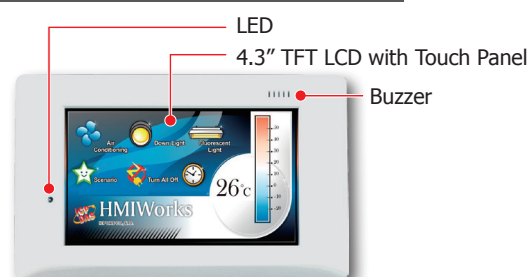 LED
4.3” TFT LCD with Touch Panel
Buzzer
Air
Conditioning
Down Light
Fluorescent
Light
Scenario
Turn All Off
26°c
HMIWorks